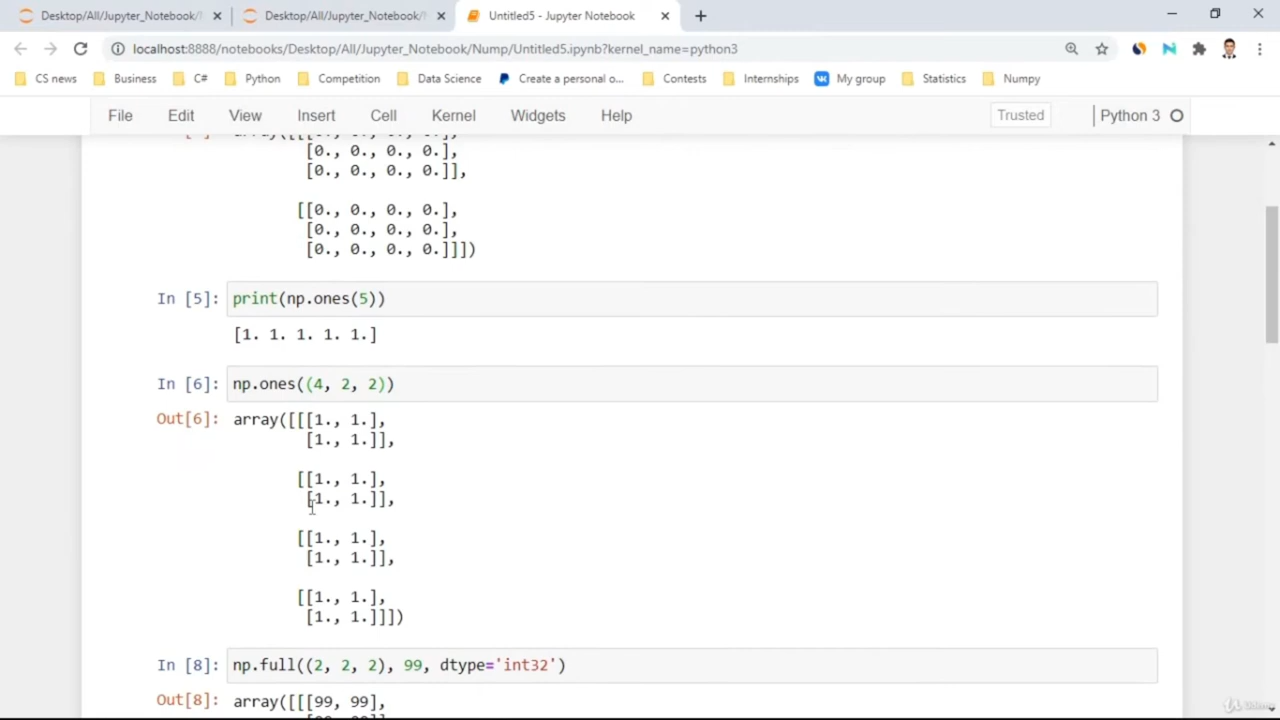 Desktop/All/Jupyter_Notebook/
Desktop/All/Jupyter_Notebook/
Untitled5 - Jupyter Notebook
localhost:8888/notebooks/Desktop/All/Jupyter_Notebook/Nump/Untitled5.ipynb?kernel_name=python3
CS news Business C# Python Competition Data Science Create a personal o... Contests Internships My group Statistics Numpy
File Edit View Insert Cell Kernel Widgets Help Trusted Python 3
[0., 0., 0., 0.],
[0., 0., 0., 0.]],
[[0., 0., 0., 0.],
[0., 0., 0., 0.],
[0., 0., 0., 0.]]])
In [5]: print(np.ones(5))
[1. 1. 1. 1. 1.]
In [6]: np.ones((4, 2, 2))
Out[6]: array([[[1., 1.],
[1., 1.]],
[[1., 1.],
[1., 1.]],
[[1., 1.],
[1., 1.]],
[[1., 1.],
[1., 1.]]])
In [8]: np.full((2, 2, 2), 99, dtype='int32')
Out[8]: array([[[99, 99],